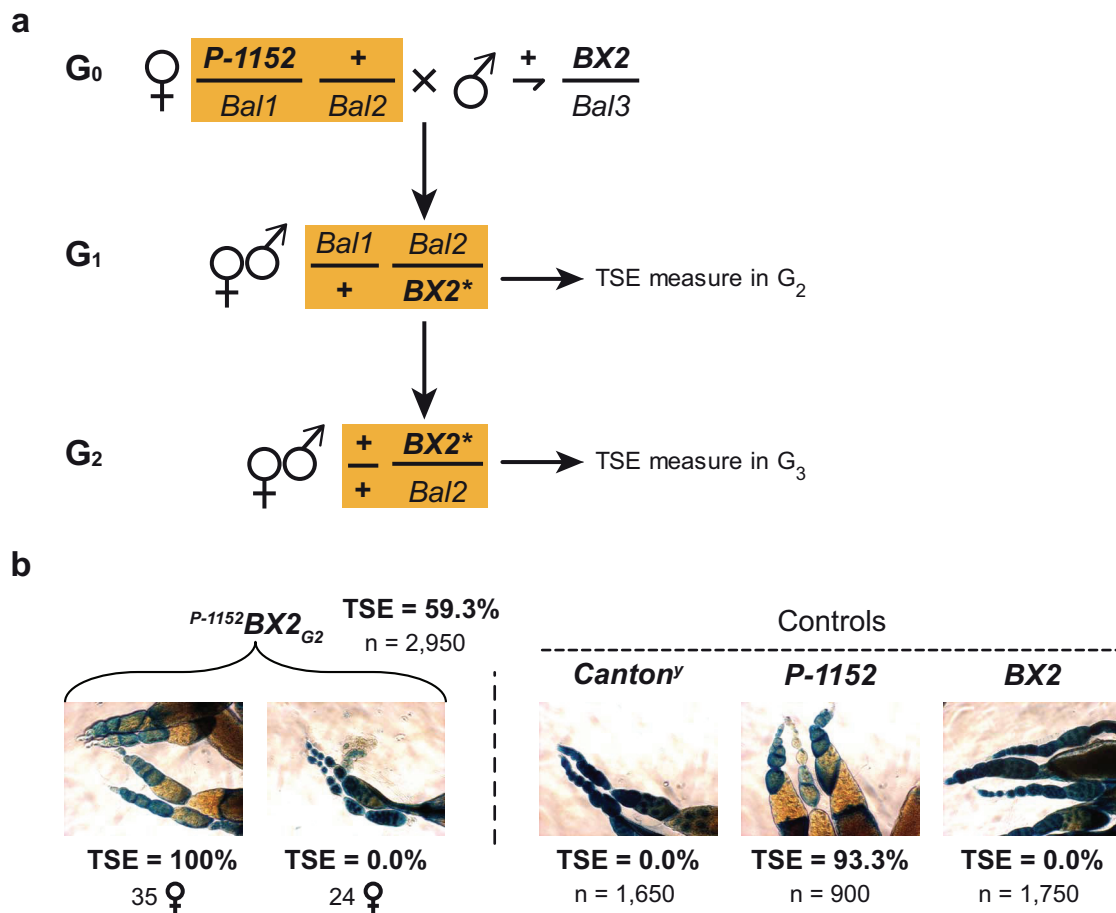 a
G0 ♀ P-1152 + × ♂ + BX2
Bal1 Bal2 Bal3
G1 ♀♂ Bal1 Bal2
+ BX2* TSE measure in G2
G2 ♀♂ + BX2*
+ Bal2 TSE measure in G3
b
P-1152BX2G2 TSE = 59.3%
n = 2,950
Controls
Cantonʸ P-1152 BX2
TSE = 100% TSE = 0.0% TSE = 0.0% TSE = 93.3% TSE = 0.0%
35 ♀ 24 ♀ n = 1,650 n = 900 n = 1,750